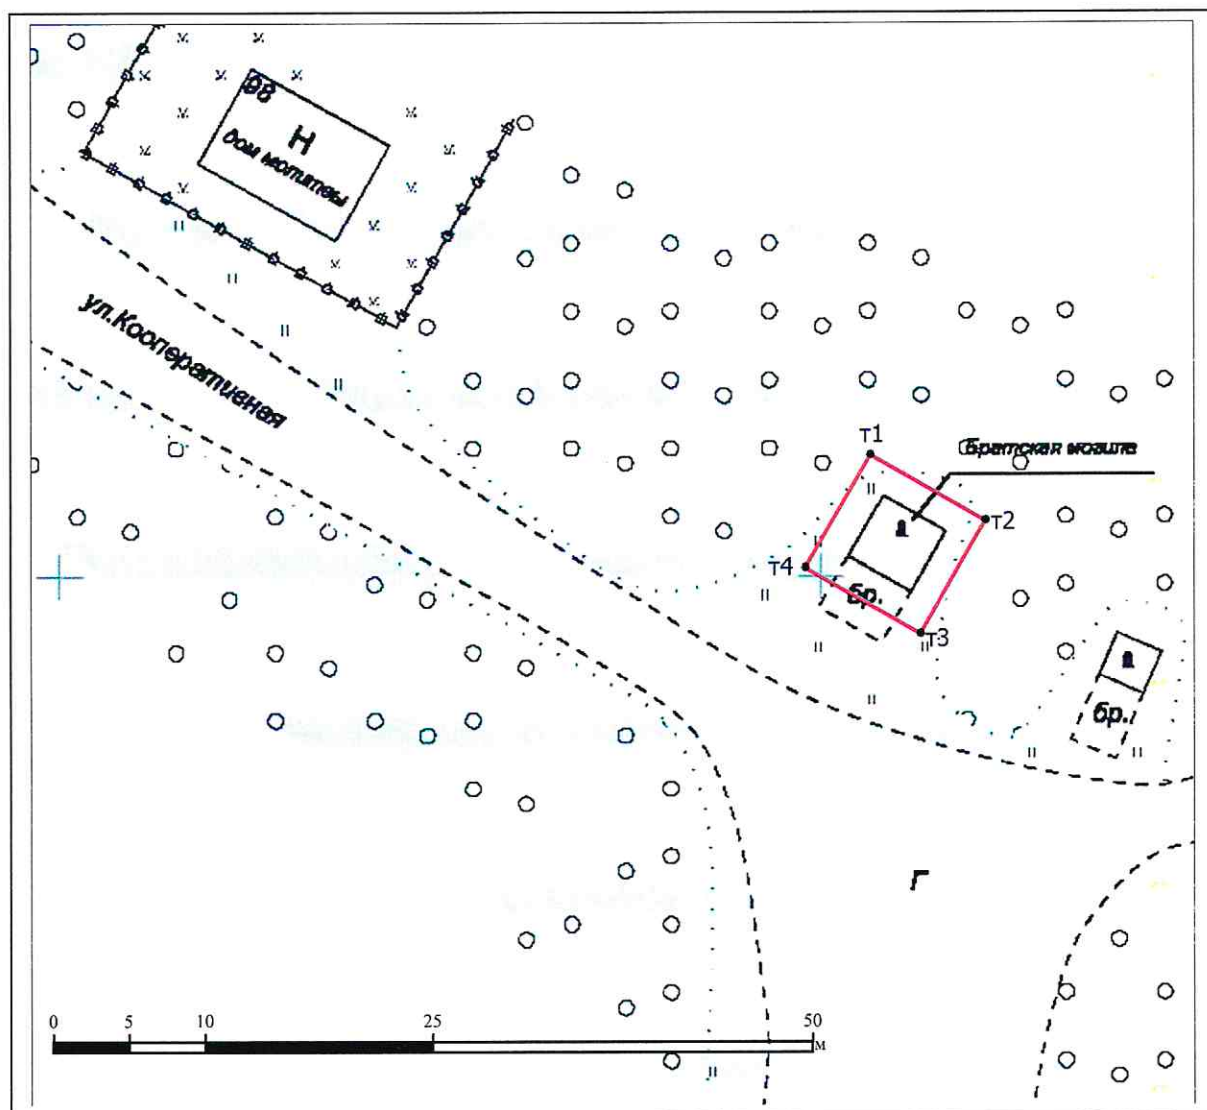 98
Н
дом молитвы
ул.Кооперативная
т1
Братская могила
т2
т4
бр.
т3
бр.
Г
0 5 10 25 50
м